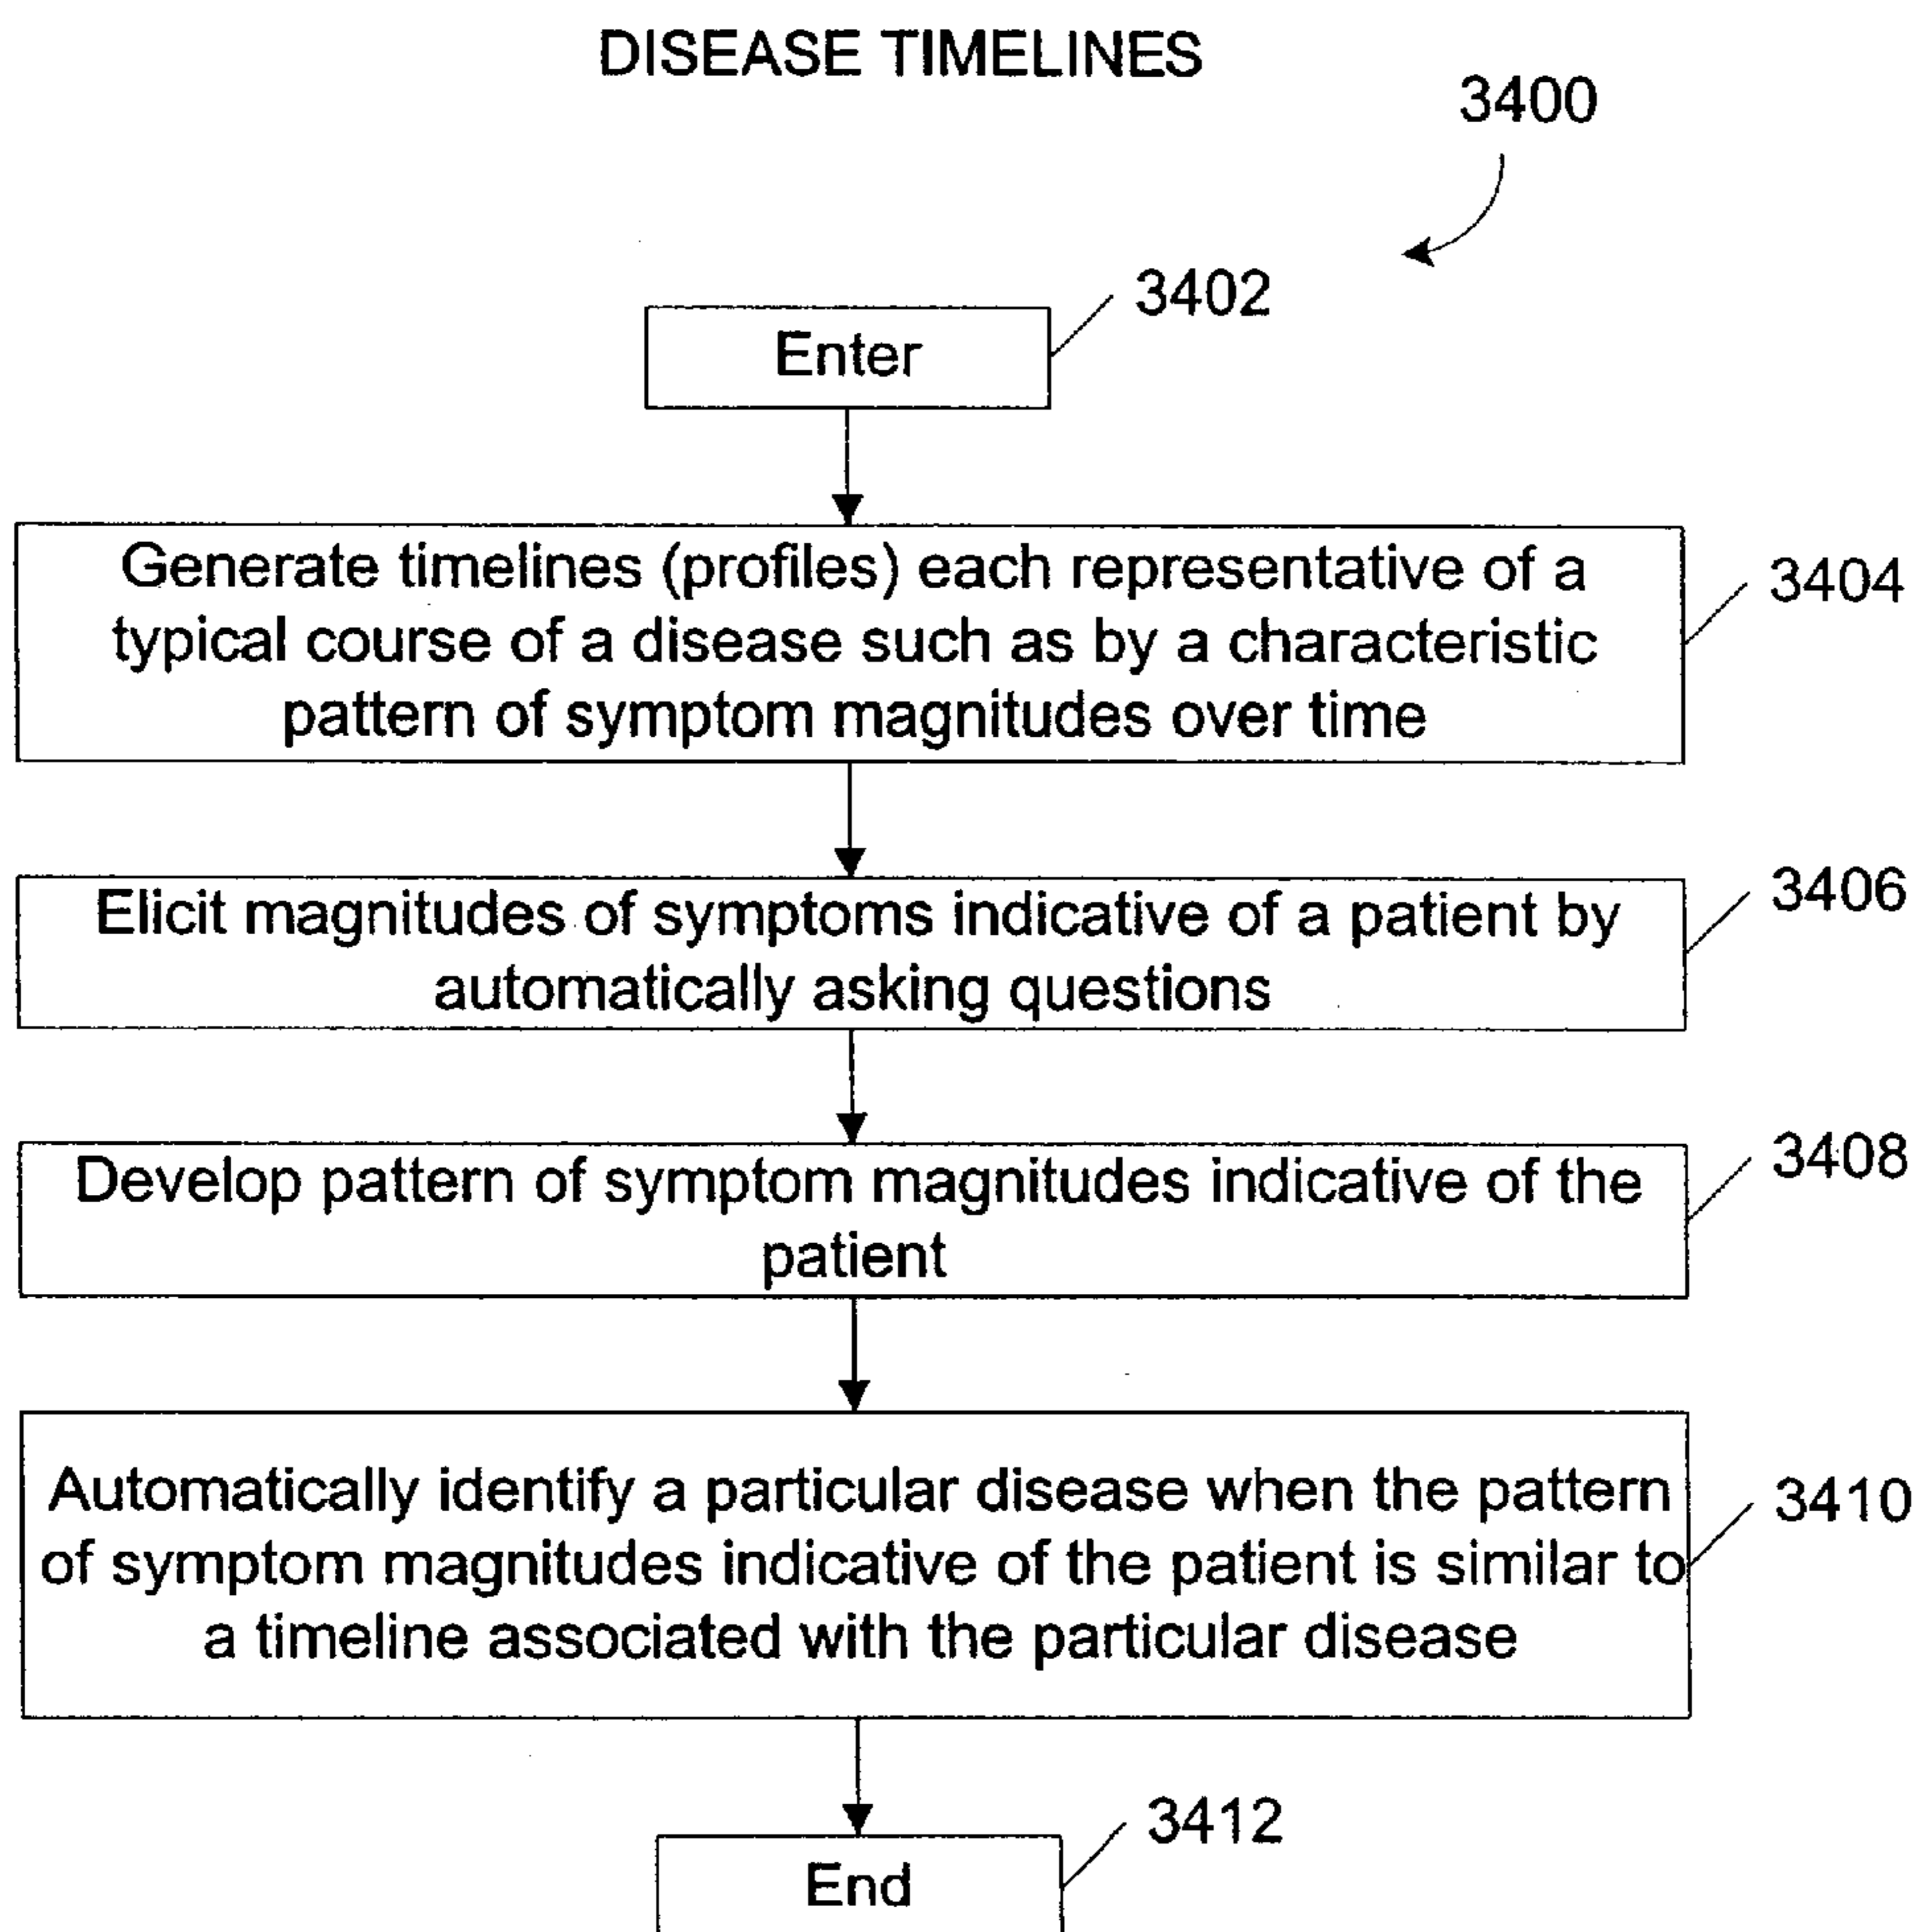 DISEASE TIMELINES
3400
3402
Enter
Generate timelines (profiles) each representative of a
typical course of a disease such as by a characteristic
pattern of symptom magnitudes over time
3404
Elicit magnitudes of symptoms indicative of a patient by
automatically asking questions
3406
Develop pattern of symptom magnitudes indicative of the
patient
3408
Automatically identify a particular disease when the pattern
of symptom magnitudes indicative of the patient is similar to
a timeline associated with the particular disease
3410
3412
End